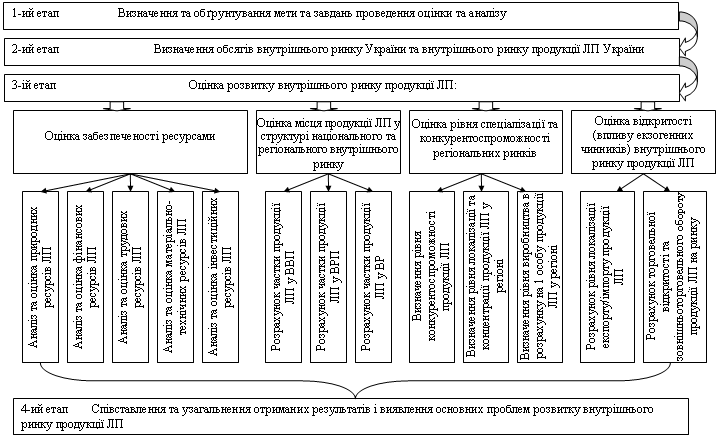 1-ий етап Визначення та обґрунтування мети та завдань проведення оцінки та аналізу
2-ий етап Визначення обсягів внутрішнього ринку України та внутрішнього ринку продукції ЛП України
3-ій етап Оцінка розвитку внутрішнього ринку продукції ЛП:
Оцінка забезпеченості ресурсами
Оцінка місця продукції ЛП у
структурі національного та
регіонального внутрішнього
ринку
Оцінка рівня спеціалізації та
конкурентоспроможності
регіональних ринків
Оцінка відкритості
(впливу екзогенних
чинників) внутрішнього
ринку продукції ЛП
Аналіз та оцінка природних
ресурсів ЛП
Аналіз та оцінка фінансових
ресурсів ЛП
Аналіз та оцінка трудових
ресурсів ЛП
Аналіз та оцінка матеріально-
технічних ресурсів ЛП
Аналіз та оцінка інвестиційних
ресурсів ЛП
Розрахунок частки продукції
ЛП у ВВП
Розрахунок частки продукції
ЛП у ВРП
Розрахунок частки продукції
ЛП у ВР
Визначення рівня
конкурентоспроможності
продукції ЛП
Визначення рівня локалізації та
концентрації продукції ЛП у
регіоні
Визначення рівня виробництва в
розрахунку на 1 особу продукції
ЛП у регіоні
Розрахунок рівня локалізації
експорту/імпорту продукції
ЛП
Розрахунок торговельної
відкритості та
зовнішньоторговельного обороту
продукції ЛП на ринку
4-ий етап Співставлення та узагальнення отриманих результатів і виявлення основних проблем розвитку внутрішнього
ринку продукції ЛП